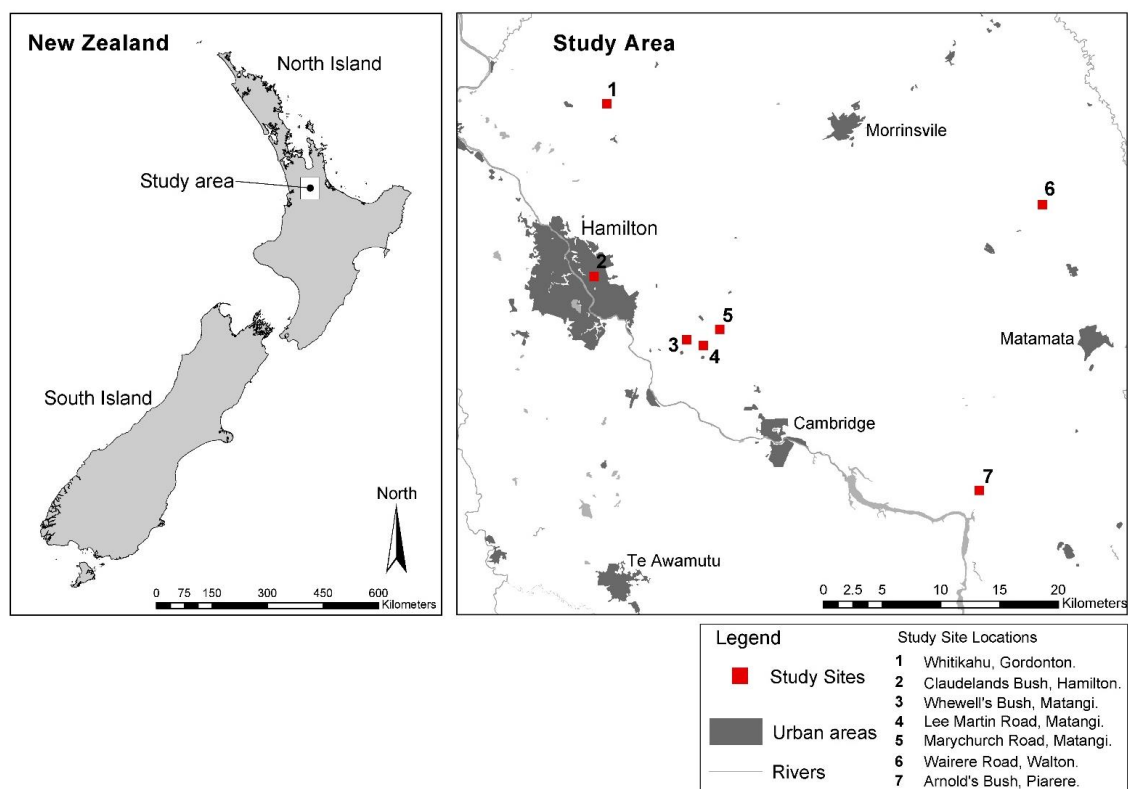 New Zealand
North Island
Study area
South Island
North
0 75 150 300 450 600
Kilometers
Study Area
1
Morrinsvile
6
Hamilton
2
5
3
4
Matamata
Cambridge
7
Te Awamutu
0 2.5 5 10 15 20
Kilometers
Legend
Study Sites
Urban areas
Rivers
Study Site Locations
1 Whitikahu, Gordonton.
2 Claudelands Bush, Hamilton.
3 Whewell's Bush, Matangi.
4 Lee Martin Road, Matangi.
5 Marychurch Road, Matangi.
6 Wairere Road, Walton.
7 Arnold's Bush, Piarere.